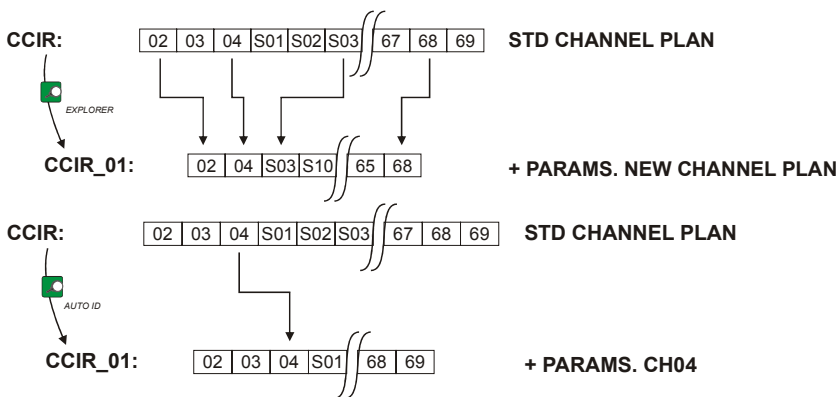 CCIR: 02 03 04 S01 S02 S03 67 68 69 STD CHANNEL PLAN
EXPLORER
CCIR_01: 02 04 S03 S10 65 68 + PARAMS. NEW CHANNEL PLAN
CCIR: 02 03 04 S01 S02 S03 67 68 69 STD CHANNEL PLAN
AUTO ID
CCIR_01: 02 03 04 S01 68 69 + PARAMS. CH04